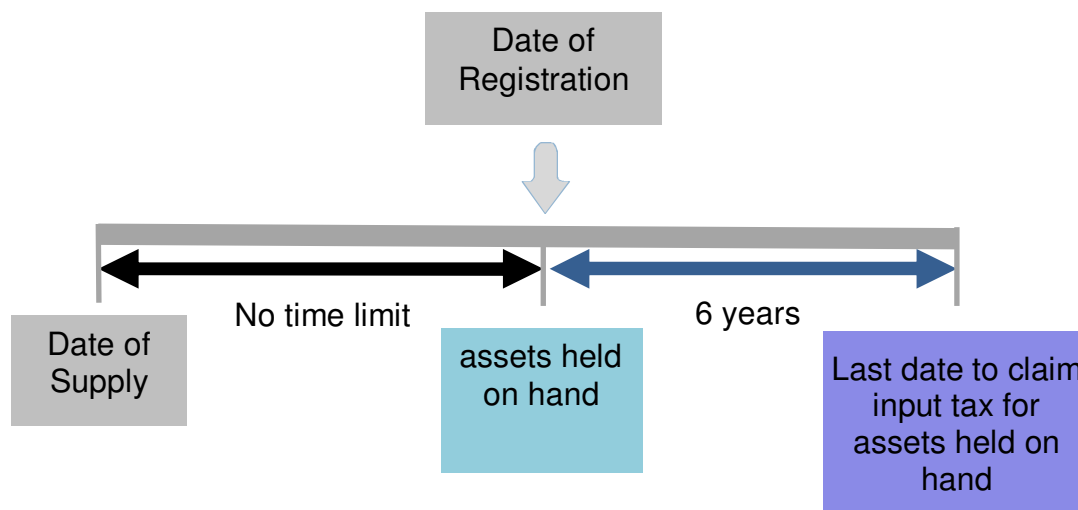 Date of
Registration
No time limit
6 years
Date of
Supply
assets held
on hand
Last date to claim
input tax for
assets held on
hand